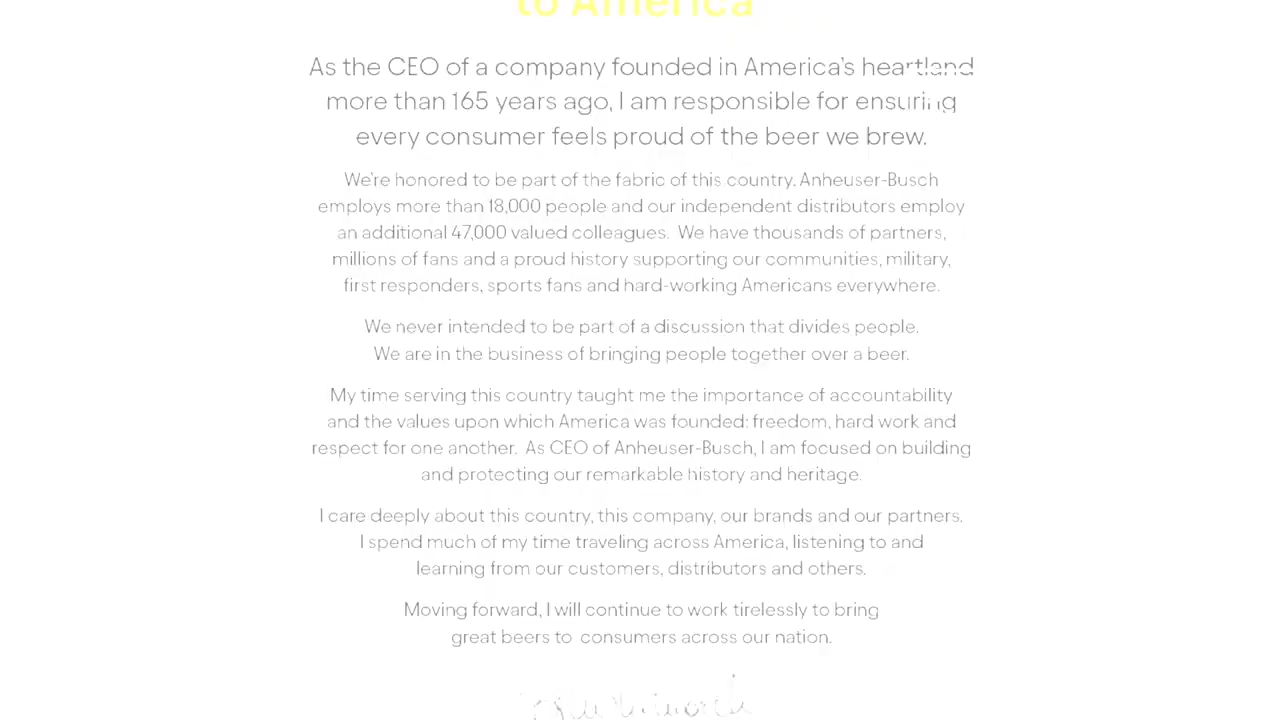 to America
As the CEO of a company founded in America's heartland
more than 165 years ago, I am responsible for ensuring
every consumer feels proud of the beer we brew.
We're honored to be part of the fabric of this country. Anheuser-Busch
employs more than 18,000 people and our independent distributors employ
an additional 47,000 valued colleagues. We have thousands of partners,
millions of fans and a proud history supporting our communities, military,
first responders, sports fans and hard-working Americans everywhere.
We never intended to be part of a discussion that divides people.
We are in the business of bringing people together over a beer.
My time serving this country taught me the importance of accountability
and the values upon which America was founded: freedom, hard work and
respect for one another. As CEO of Anheuser-Busch, I am focused on building
and protecting our remarkable history and heritage.
I care deeply about this country, this company, our brands and our partners.
I spend much of my time traveling across America, listening to and
learning from our customers, distributors and others.
Moving forward, I will continue to work tirelessly to bring
great beers to consumers across our nation.